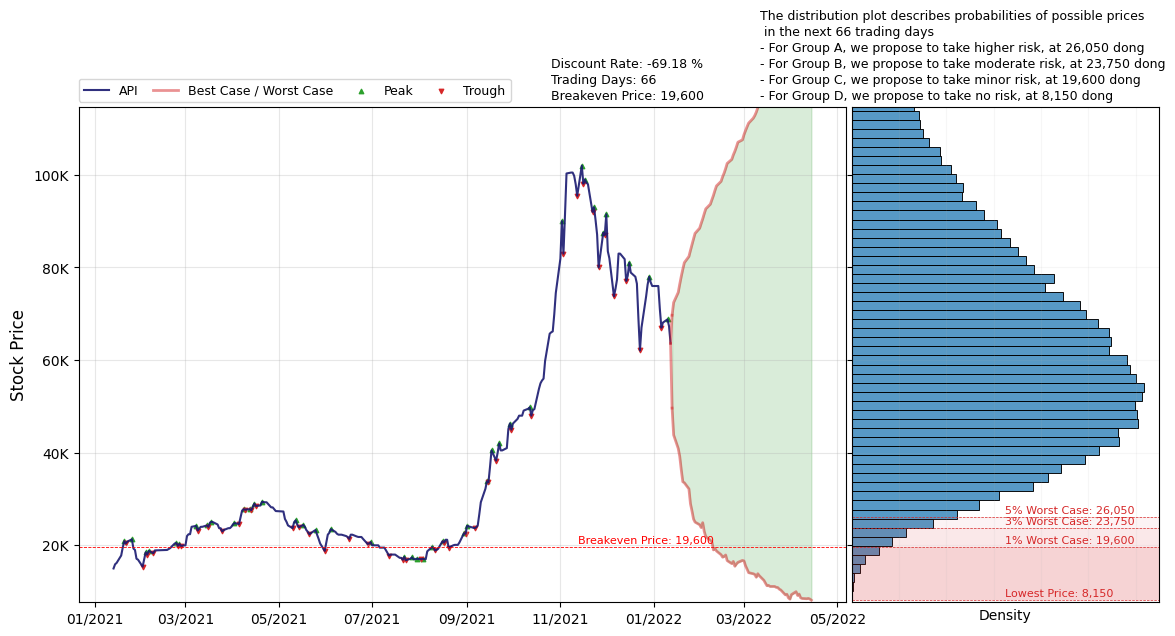 The distribution plot describes probabilities of possible prices
in the next 66 trading days
- For Group A, we propose to take higher risk, at 26,050 dong
- For Group B, we propose to take moderate risk, at 23,750 dong
- For Group C, we propose to take minor risk, at 19,600 dong
- For Group D, we propose to take no risk, at 8,150 dong
Discount Rate: -69.18 %
Trading Days: 66
Breakeven Price: 19,600
API Best Case / Worst Case Peak Trough
Stock Price
100K
80K
60K
40K
20K
Breakeven Price: 19,600
5% Worst Case: 26,050
3% Worst Case: 23,750
1% Worst Case: 19,600
Lowest Price: 8,150
01/2021 03/2021 05/2021 07/2021 09/2021 11/2021 01/2022 03/2022 05/2022
Density